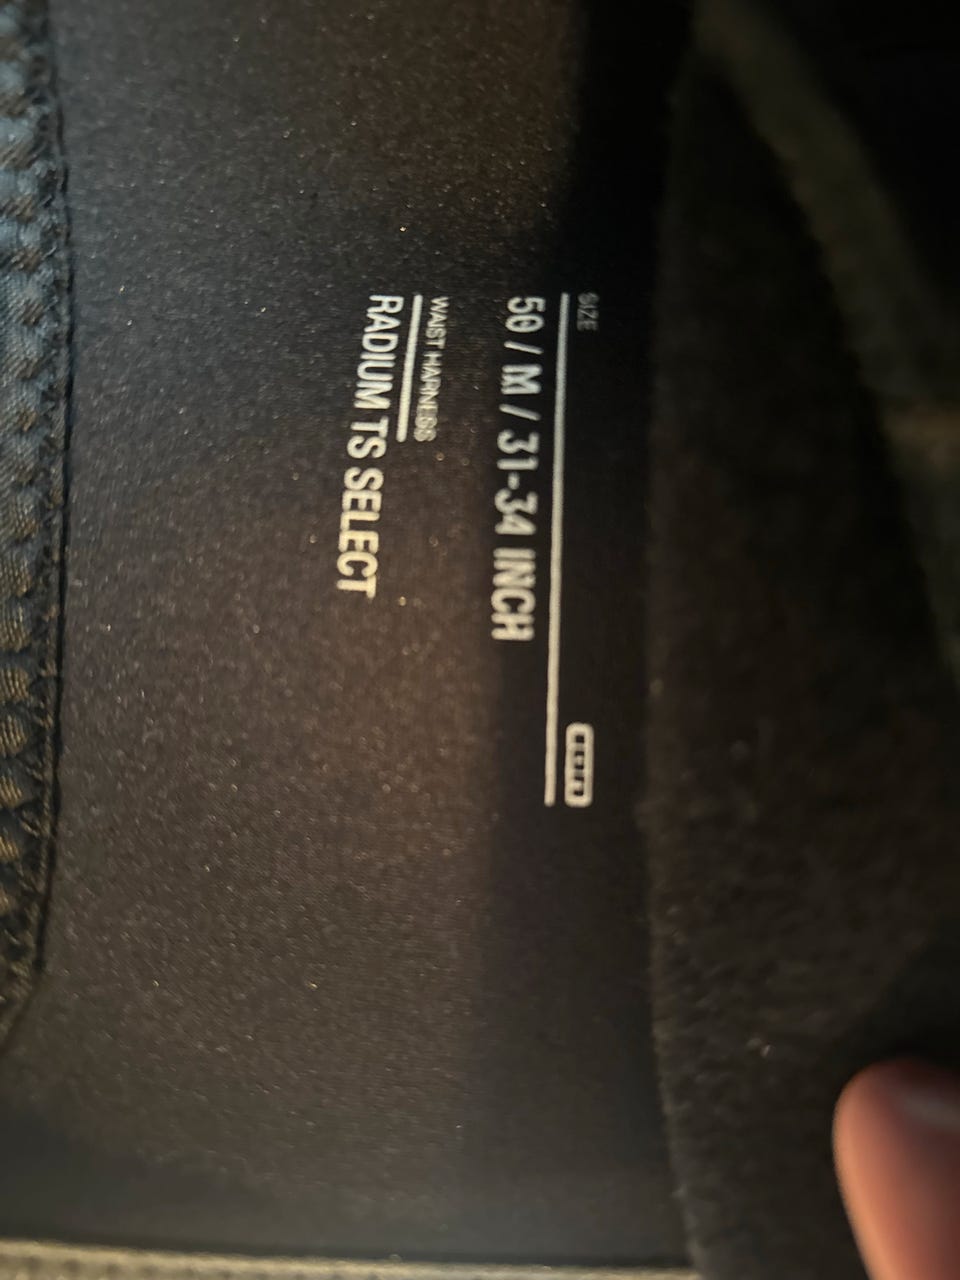 SIZE
50 / M / 31-34 INCH
WAIST HARNESS
RADIUM TS SELECT